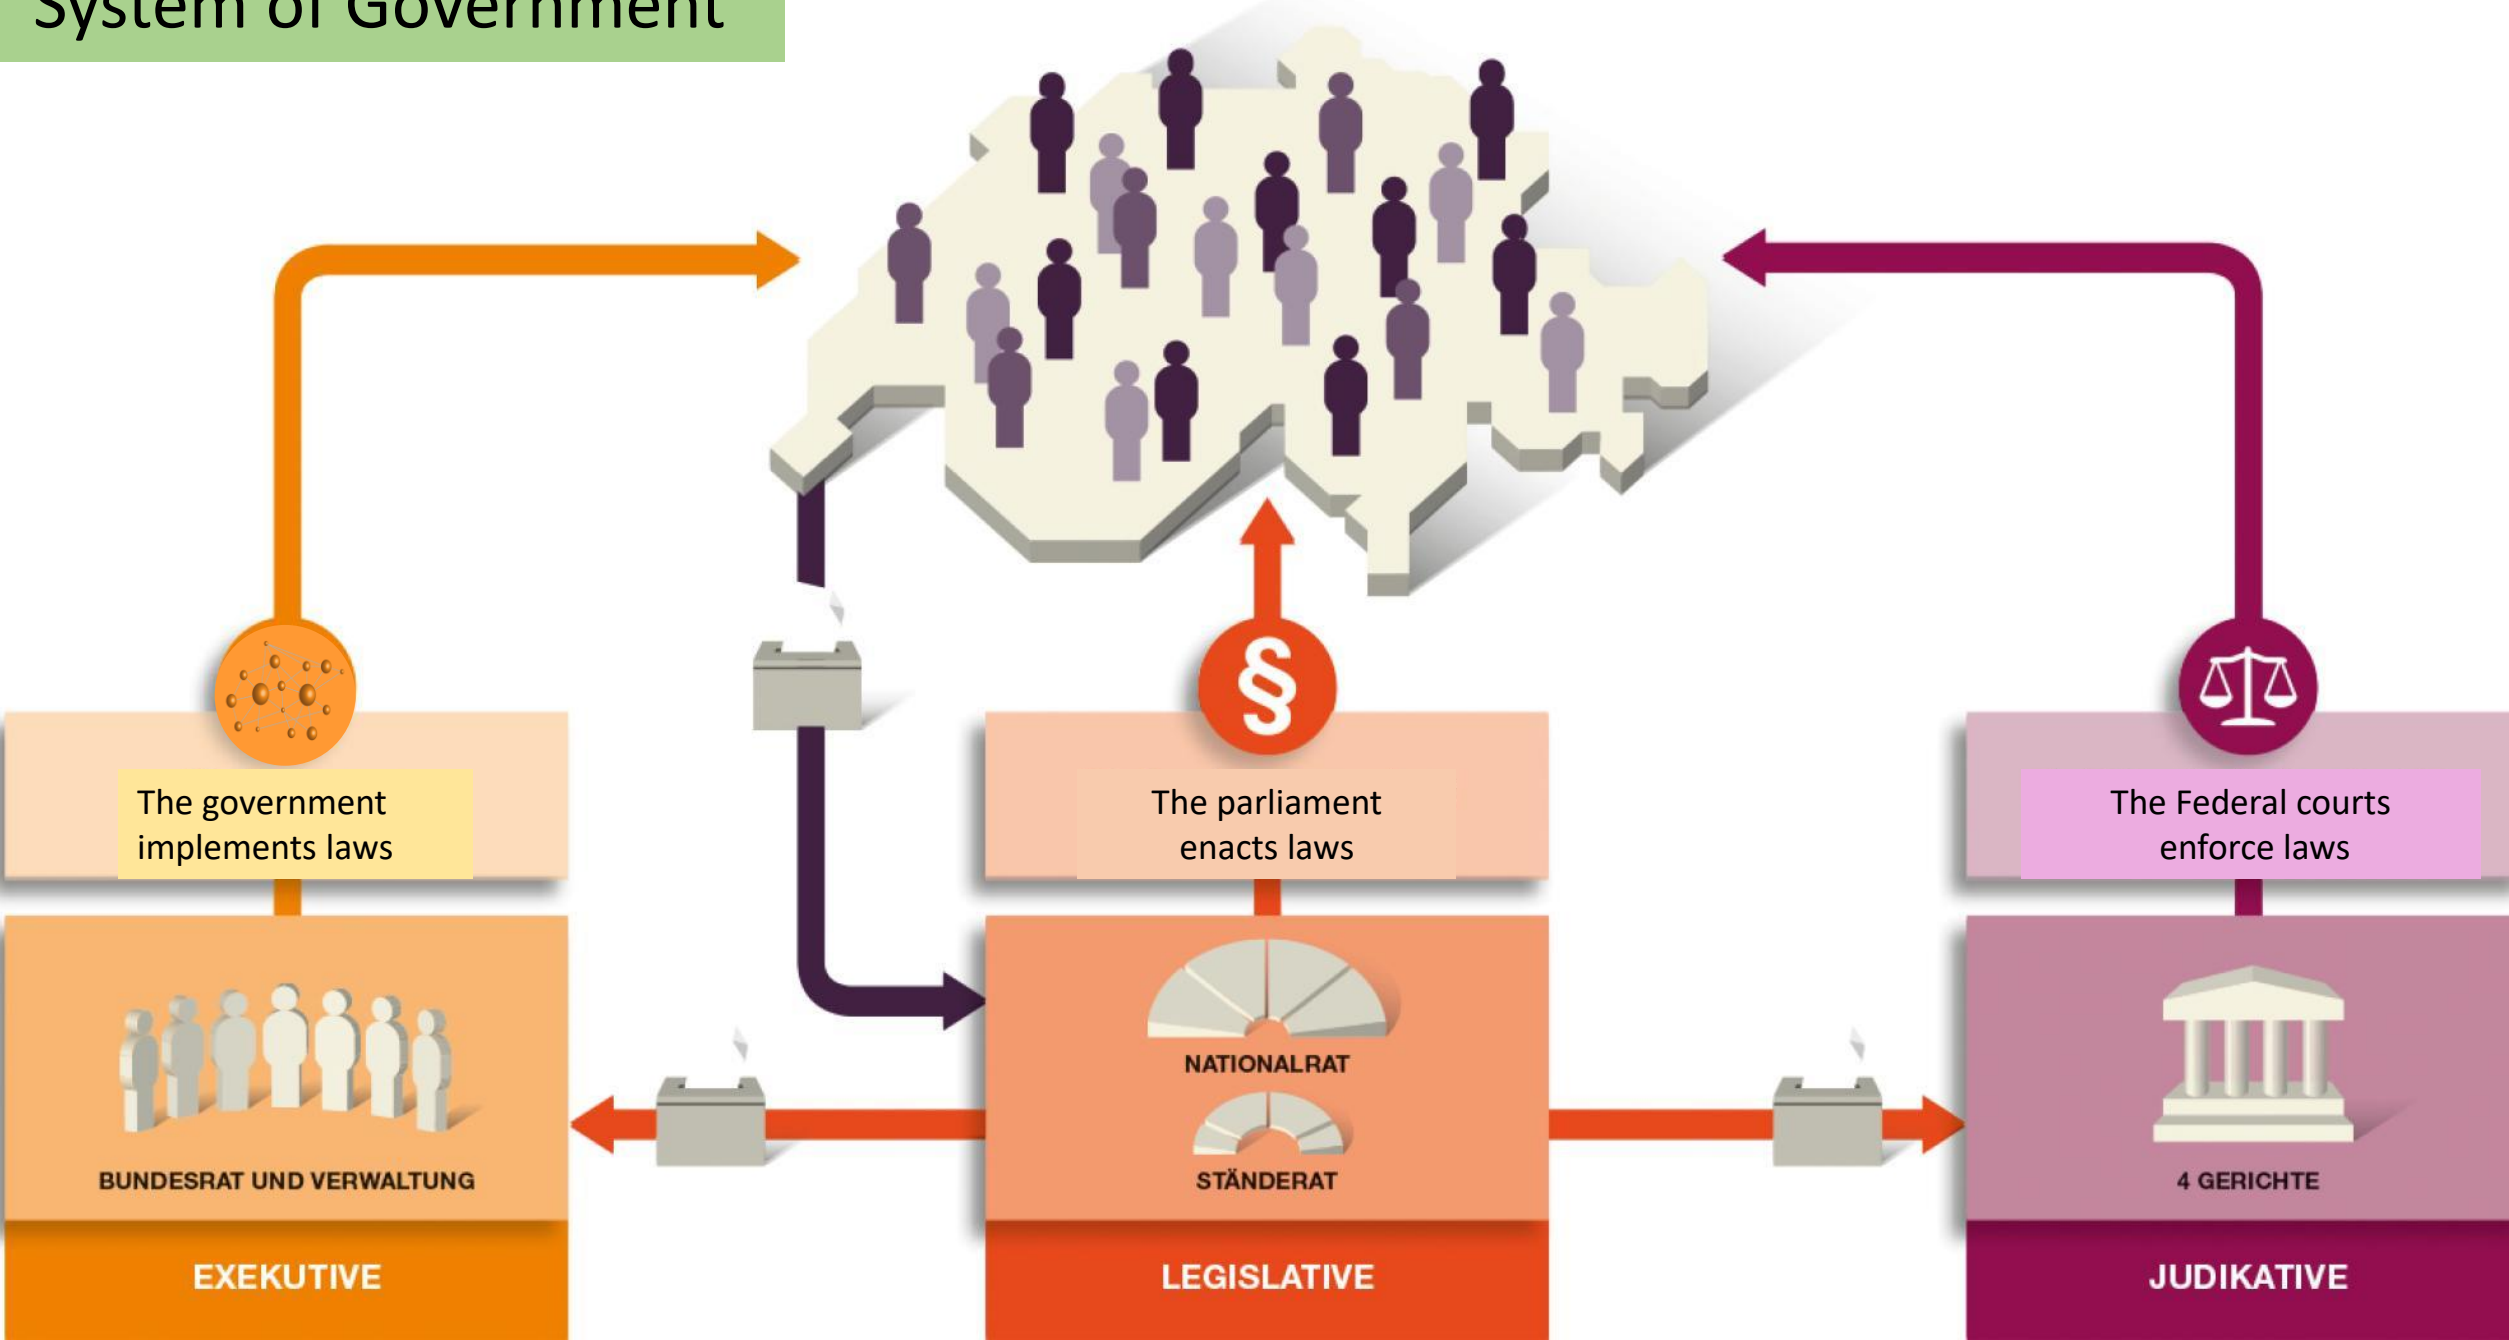 System of Government
§
The government
implements laws
The parliament
enacts laws
The Federal courts
enforce laws
NATIONALRAT
STÄNDERAT
BUNDESRAT UND VERWALTUNG
4 GERICHTE
EXEKUTIVE
LEGISLATIVE
JUDIKATIVE